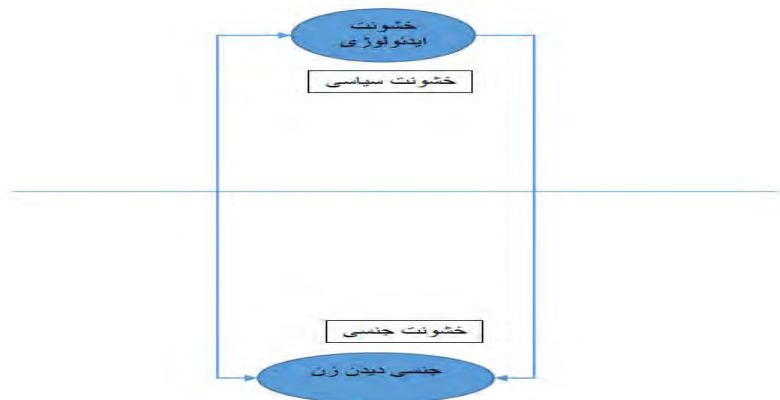 خشونت
ایدئولوژی
خشونت سیاسی
خشونت جنسی
جنسی دیدن زن